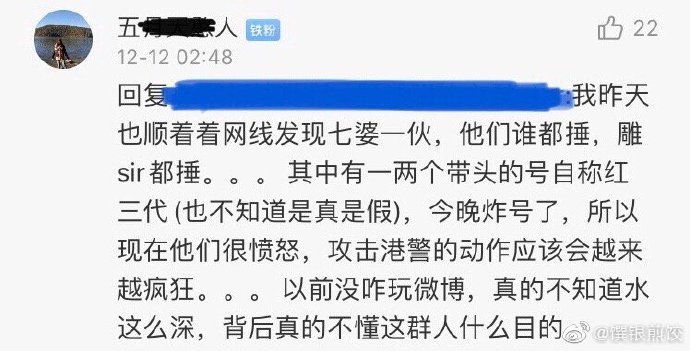 五月 人 铁粉 22
12-12 02:48
回复 我昨天
也顺着着网线发现七婆一伙，他们谁都捶，雕
sir都捶。。。 其中有一两个带头的号自称红
三代 (也不知道是真是假)，今晚炸号了，所以
现在他们很愤怒，攻击港警的动作应该会越来
越疯狂。。。 以前没咋玩微博，真的不知道水
这么深，背后真的不懂这群人什么目的
@馔银煎饺